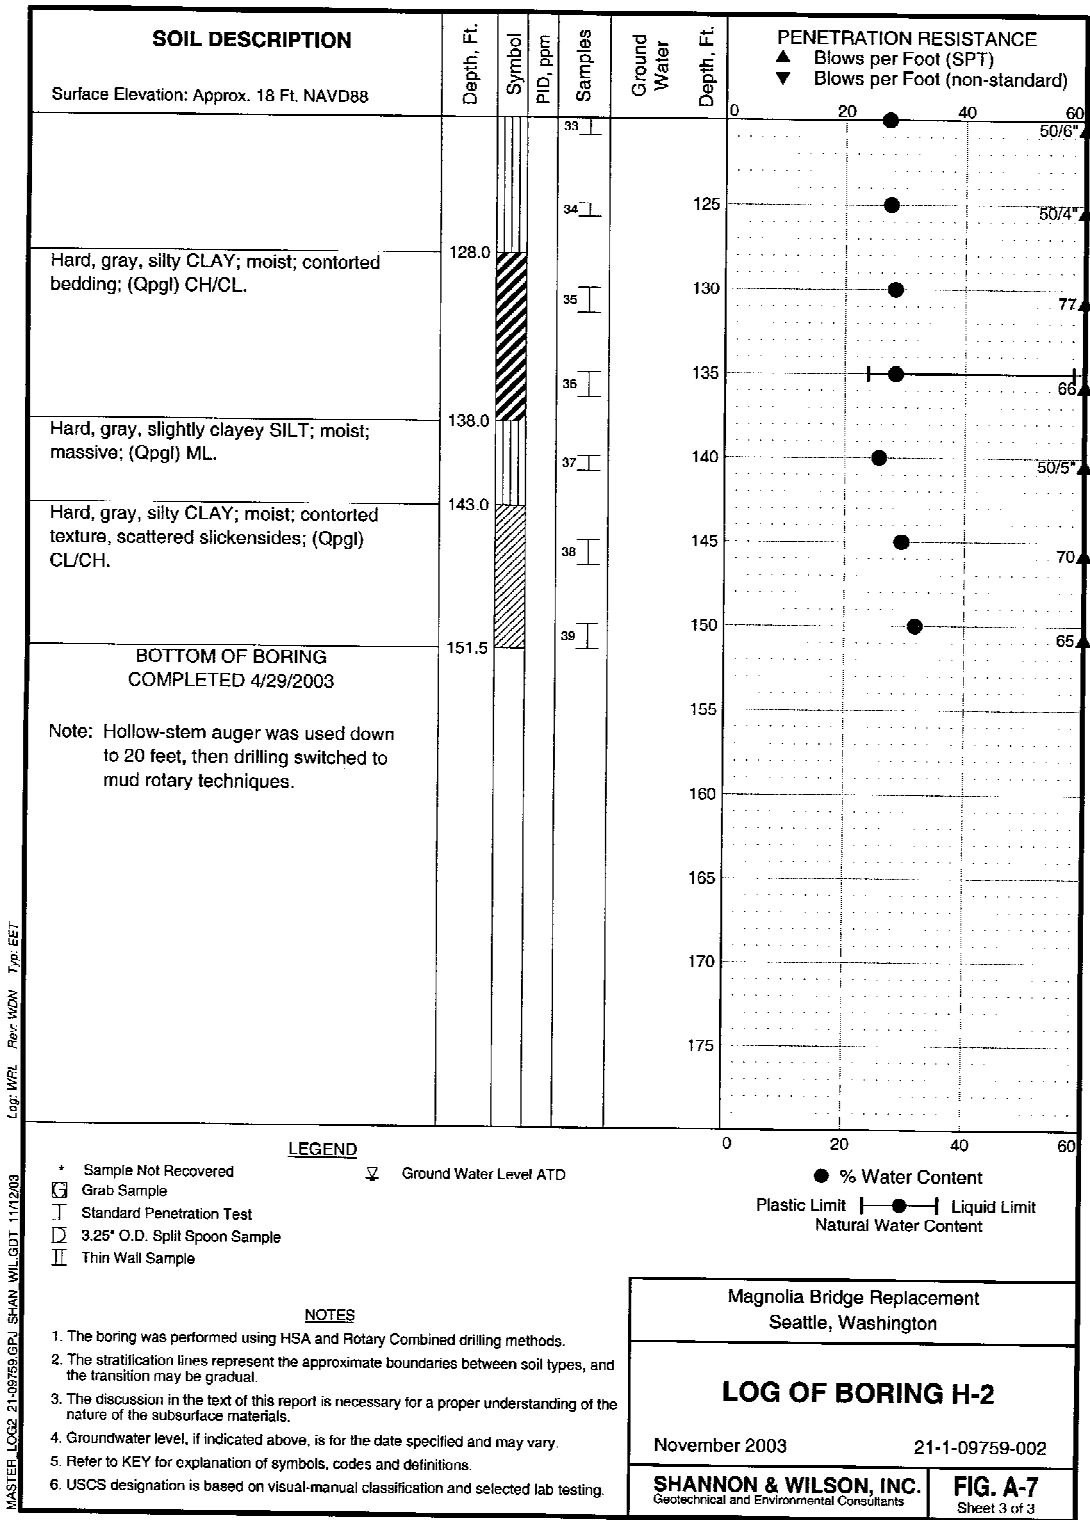 SOIL DESCRIPTION
Surface Elevation: Approx. 18 Ft. NAVD88
Depth, Ft.
Symbol
PID, ppm
Samples
Ground
Water
Depth, Ft.
PENETRATION RESISTANCE
▲ Blows per Foot (SPT)
▼ Blows per Foot (non-standard)
0 20 40 60
33
50/6"
34
125
50/4"
128.0
Hard, gray, silty CLAY; moist; contorted
bedding; (Qpgl) CH/CL.
35
130
77
36
135
66
138.0
Hard, gray, slightly clayey SILT; moist;
massive; (Qpgl) ML.
37
140
50/5"
143.0
Hard, gray, silty CLAY; moist; contorted
texture, scattered slickensides; (Qpgl)
CL/CH.
38
145
70
39
150
65
151.5
BOTTOM OF BORING
COMPLETED 4/29/2003
Note: Hollow-stem auger was used down
to 20 feet, then drilling switched to
mud rotary techniques.
155
160
165
170
175
0 20 40 60
LEGEND
* Sample Not Recovered
G Grab Sample
Standard Penetration Test
3.25" O.D. Split Spoon Sample
Thin Wall Sample
Ground Water Level ATD
● % Water Content
Plastic Limit Liquid Limit
Natural Water Content
NOTES
1. The boring was performed using HSA and Rotary Combined drilling methods.
2. The stratification lines represent the approximate boundaries between soil types, and
the transition may be gradual.
3. The discussion in the text of this report is necessary for a proper understanding of the
nature of the subsurface materials.
4. Groundwater level, if indicated above, is for the date specified and may vary.
5. Refer to KEY for explanation of symbols, codes and definitions.
6. USCS designation is based on visual-manual classification and selected lab testing.
Magnolia Bridge Replacement
Seattle, Washington
LOG OF BORING H-2
November 2003 21-1-09759-002
SHANNON & WILSON, INC.
Geotechnical and Environmental Consultants
FIG. A-7
Sheet 3 of 3
MASTER_LOG2 21-09759.GPJ SHAN_WIL.GDT 11/12/03 Log: WRL Rev: WDN Typ: EET